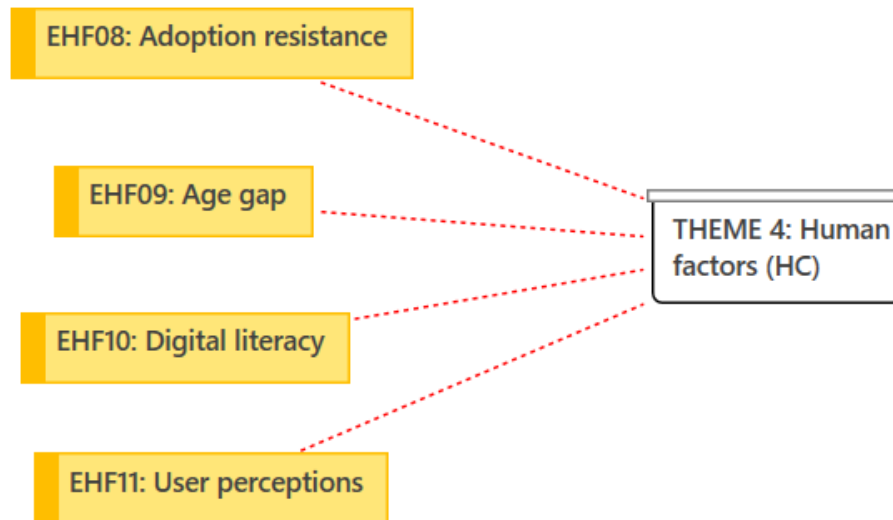 EHF08: Adoption resistance
EHF09: Age gap
THEME 4: Human
factors (HC)
EHF10: Digital literacy
EHF11: User perceptions